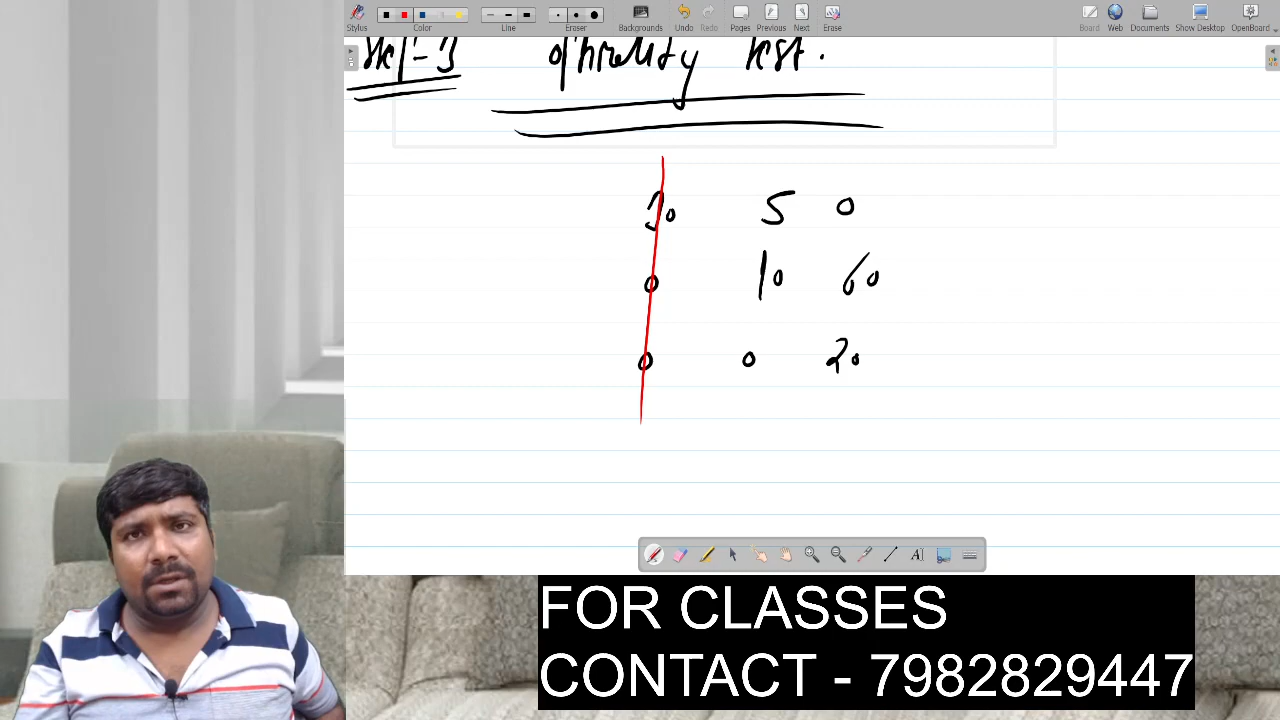 Stylus Color Line Eraser Backgrounds Undo Redo Pages Previous Next Erase Board Web Documents Show Desktop OpenBoard
Step-3 optimality test.
30 5 0
0 10 60
0 0 20
FOR CLASSES
CONTACT - 7982829447